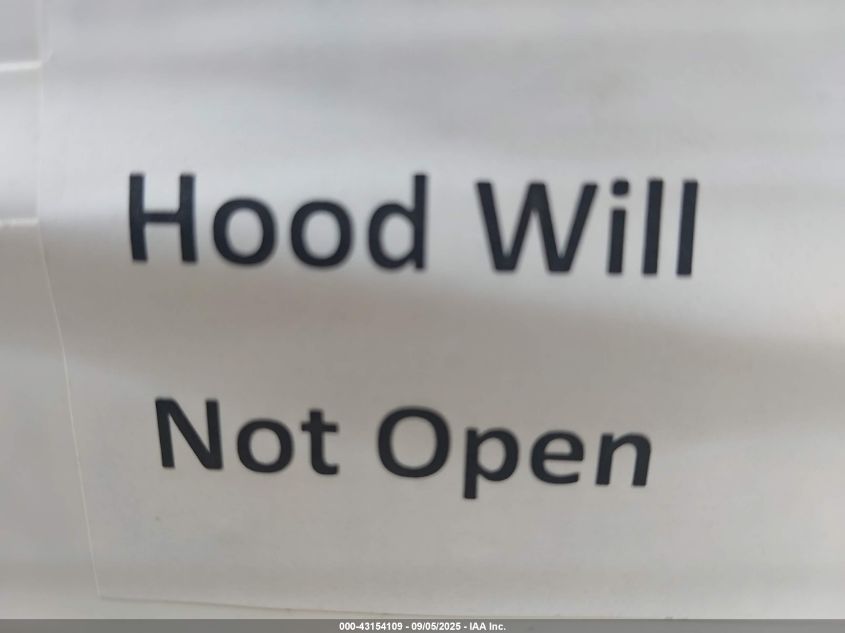 Hood Will
Not Open
000-43154109 - 09/05/2025 - IAA Inc.